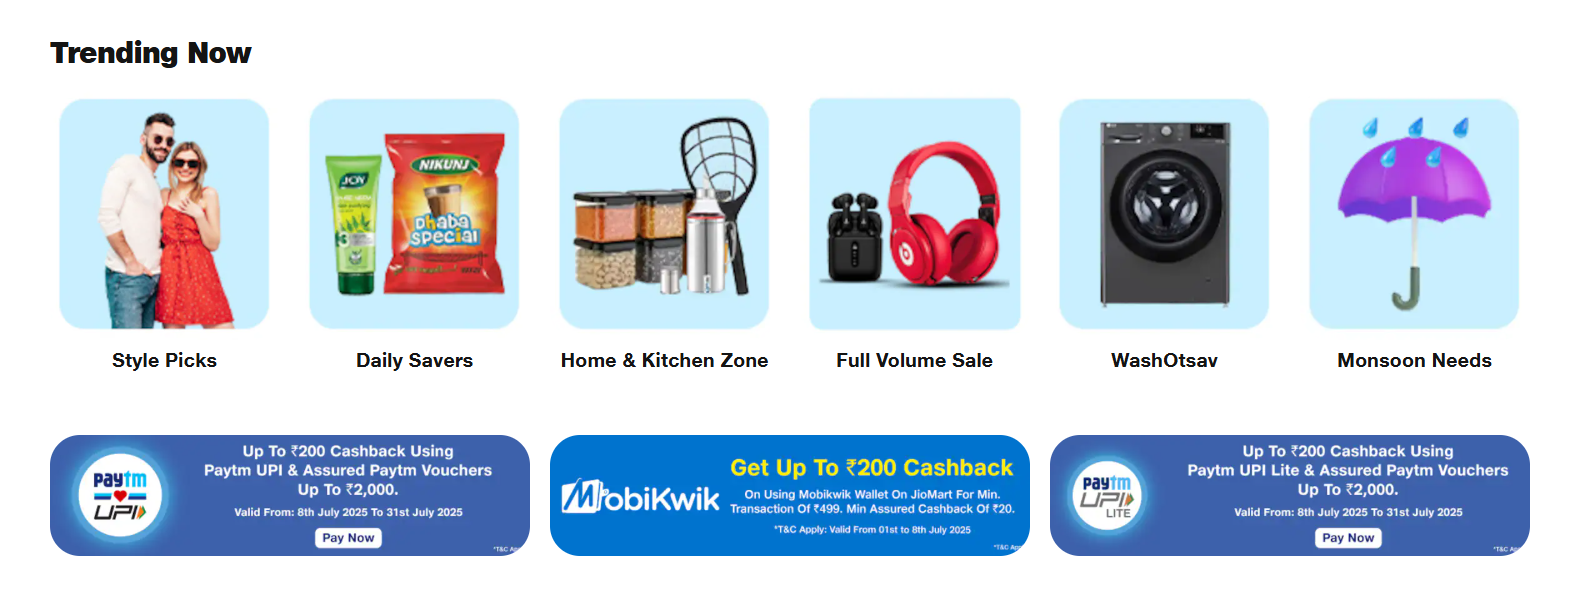 Trending Now
JOY
NIKUNJ
Dhaba
Special
Style Picks
Daily Savers
Home & Kitchen Zone
Full Volume Sale
WashOtsav
Monsoon Needs
paytm
UPI
Up To ₹200 Cashback Using
Paytm UPI & Assured Paytm Vouchers
Up To ₹2,000.
Valid From: 8th July 2025 To 31st July 2025
Pay Now
*T&C
MobiKwik
Get Up To ₹200 Cashback
On Using Mobikwik Wallet On JioMart For Min.
Transaction Of ₹499. Min Assured Cashback Of ₹20.
*T&C Apply: Valid From 01st to 8th July 2025
*T&C
paytm
UPI
LITE
Up To ₹200 Cashback Using
Paytm UPI Lite & Assured Paytm Vouchers
Up To ₹2,000.
Valid From: 8th July 2025 To 31st July 2025
Pay Now
*T&C